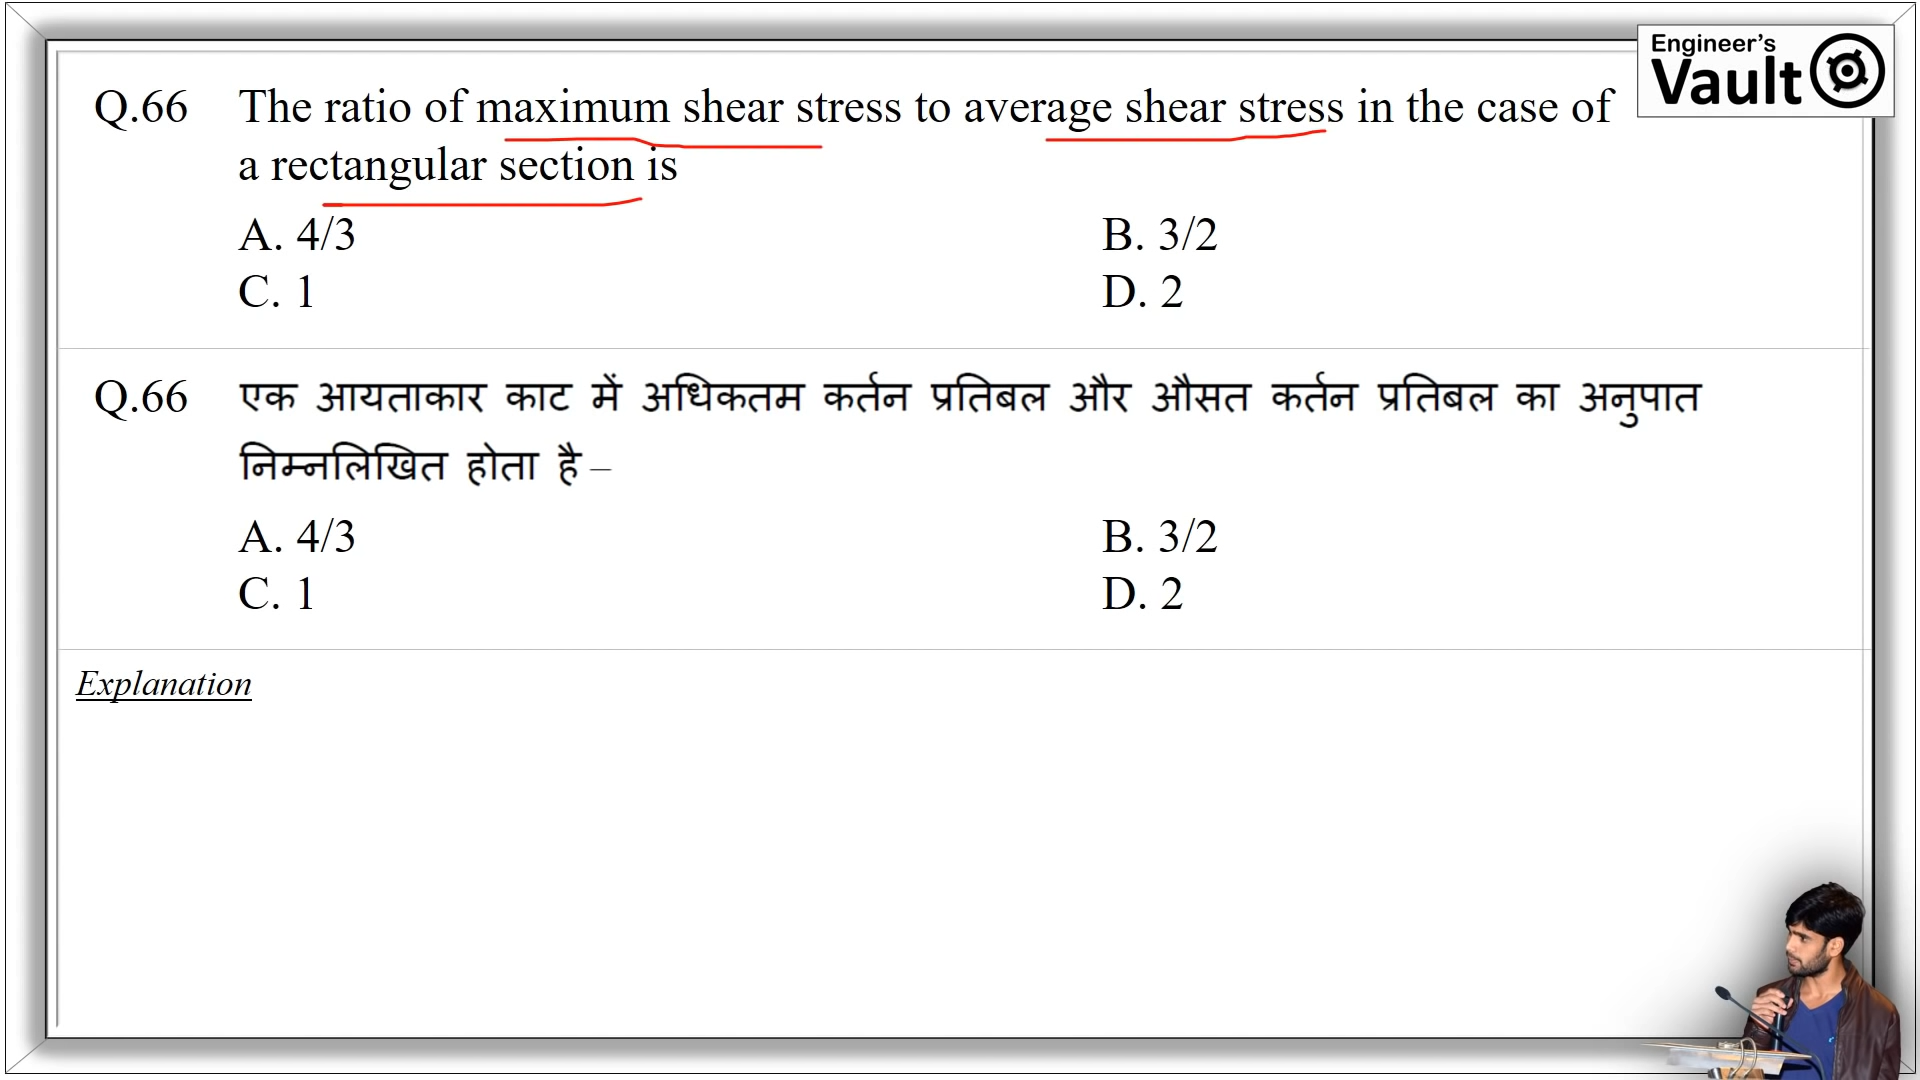 Engineer's
Vault
Q.66 The ratio of maximum shear stress to average shear stress in the case of
a rectangular section is
A. 4/3 B. 3/2
C. 1 D. 2
Q.66 एक आयताकार काट में अधिकतम कर्तन प्रतिबल और औसत कर्तन प्रतिबल का अनुपात
निम्नलिखित होता है –
A. 4/3 B. 3/2
C. 1 D. 2
Explanation